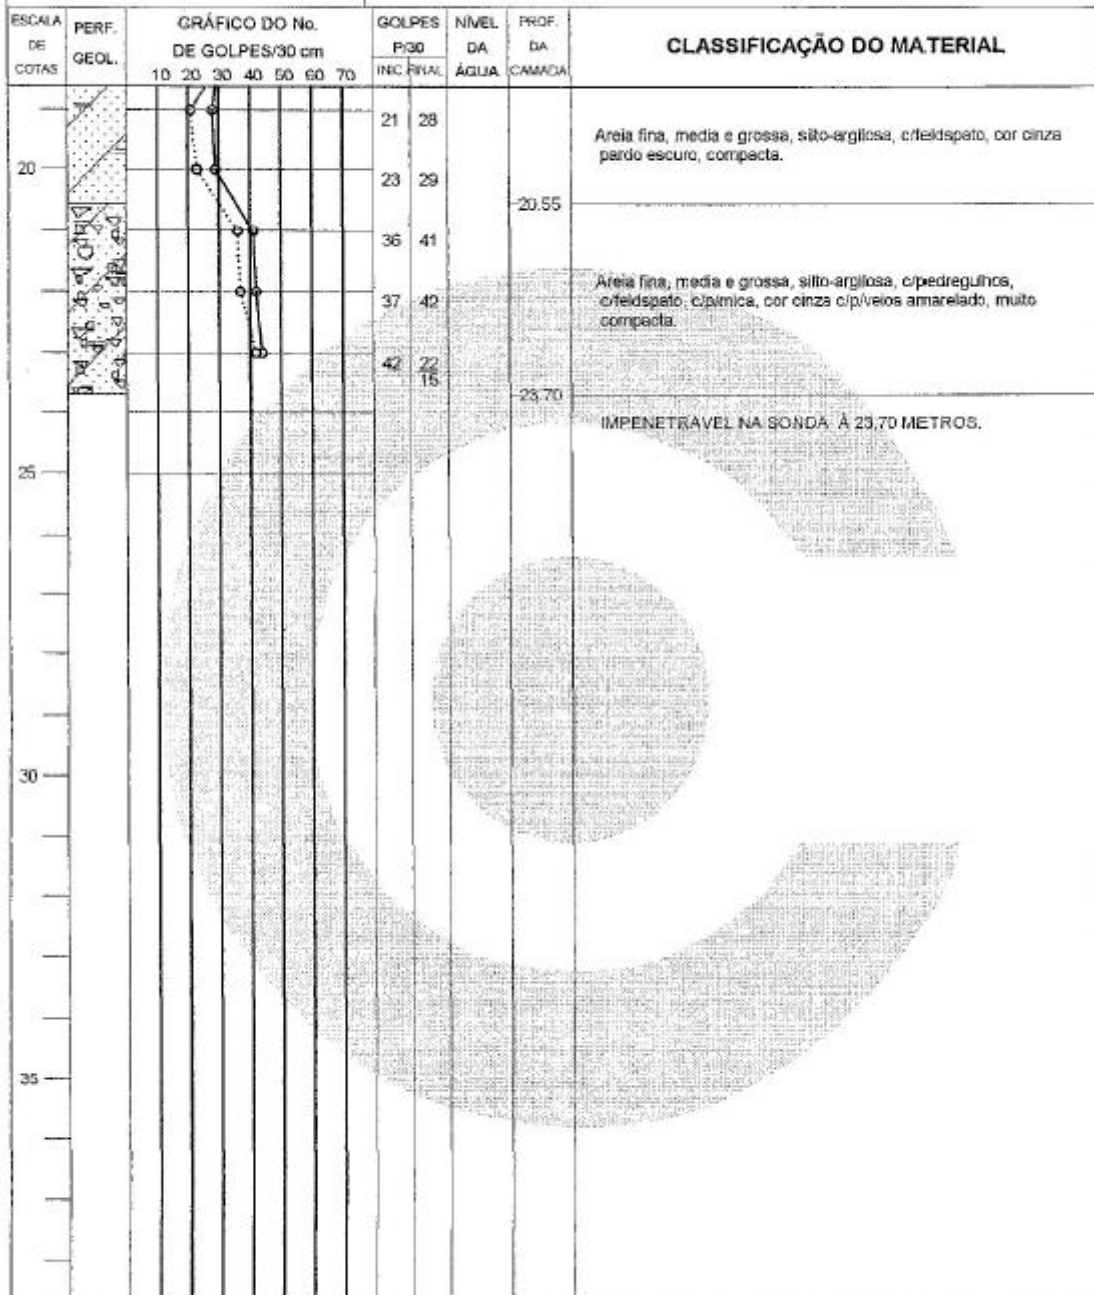 ESCALA DE COTAS
PERF. GEOL.
GRÁFICO DO No.
DE GOLPES/30 cm
10 20 30 40 50 60 70
GOLPES P/30
INIC. FINAL
NÍVEL DA ÁGUA
PROF. DA CAMADA
CLASSIFICAÇÃO DO MATERIAL
21 28
Areia fina, media e grossa, silto-argilosa, c/feldspato, cor cinza
pardo escuro, compacta.
20
23 29
20.55
36 41
Areia fina, media e grossa, silto-argilosa, c/pedregulhos,
c/feldspato, c/p/mica, cor cinza c/p/veios amarelado, muito
compacta.
37 42
42 22
15
23.70
IMPENETRAVEL NA SONDA À 23,70 METROS.
25
30
35